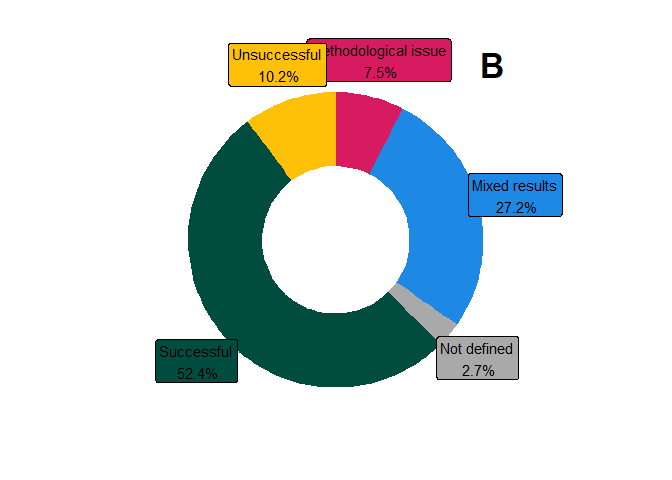 Unsuccessful
10.2%
ethodological issue
7.5%
B
Mixed results
27.2%
Successful
52.4%
Not defined
2.7%